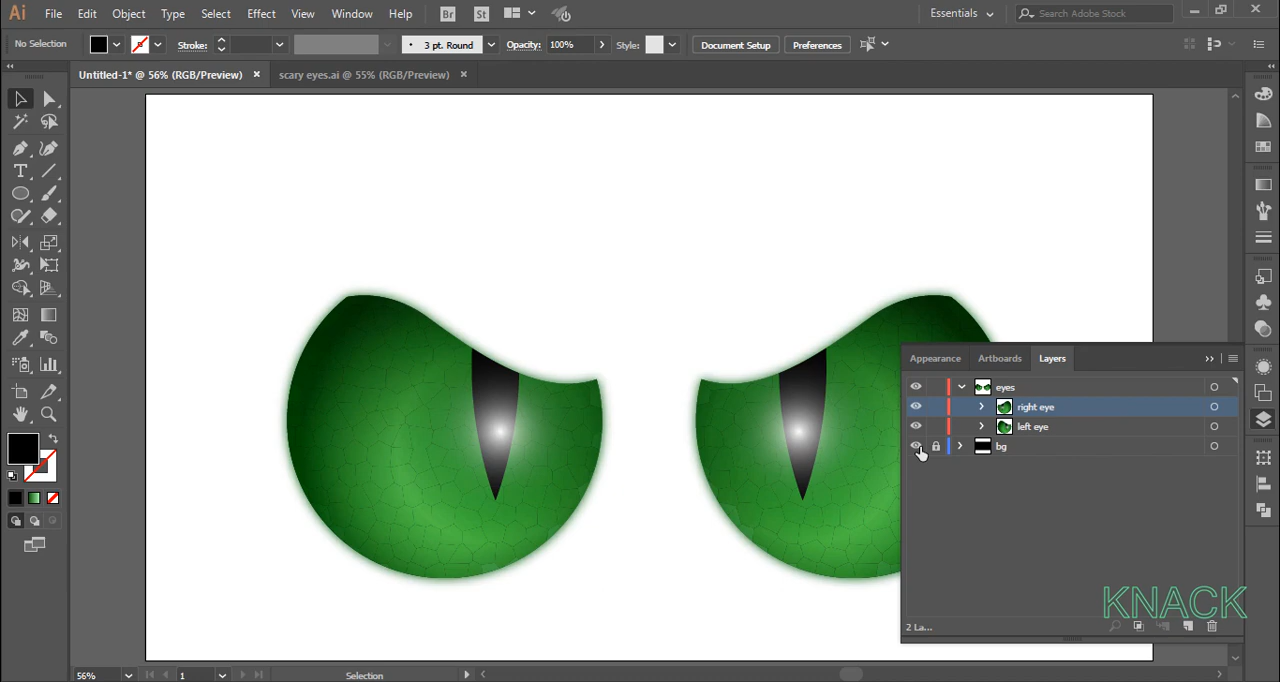 Ai File Edit Object Type Select Effect View Window Help Br St Essentials Search Adobe Stock
No Selection Stroke: 3 pt. Round Opacity: 100% Style: Document Setup Preferences
Untitled-1* @ 56% (RGB/Preview) × scary eyes.ai @ 55% (RGB/Preview) ×
Appearance Artboards Layers
eyes
right eye
left eye
bg
KNACK
2 La...
56% 1 Selection